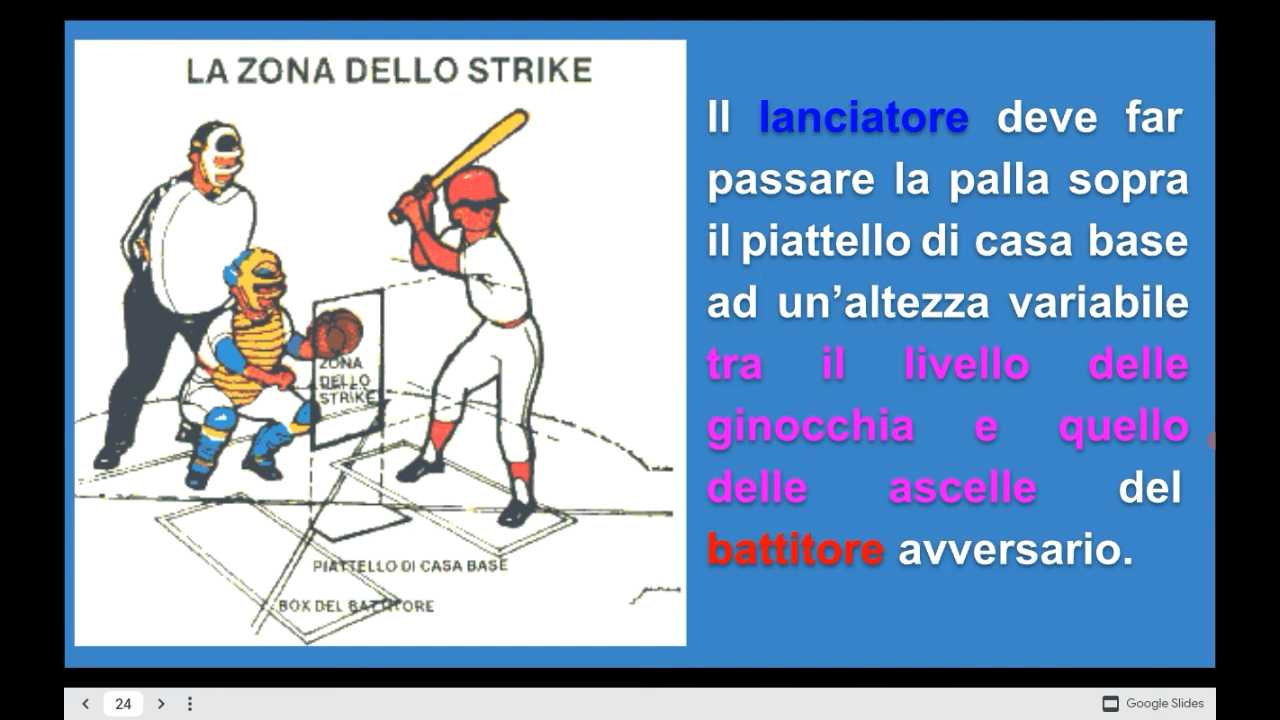 LA ZONA DELLO STRIKE
ZONA
DELLO
STRIKE
PIATTELLO DI CASA BASE
BOX DEL BATTITORE
Il lanciatore deve far
passare la palla sopra
il piattello di casa base
ad un’altezza variabile
tra il livello delle
ginocchia e quello
delle ascelle del
battitore avversario.
24
Google Slides